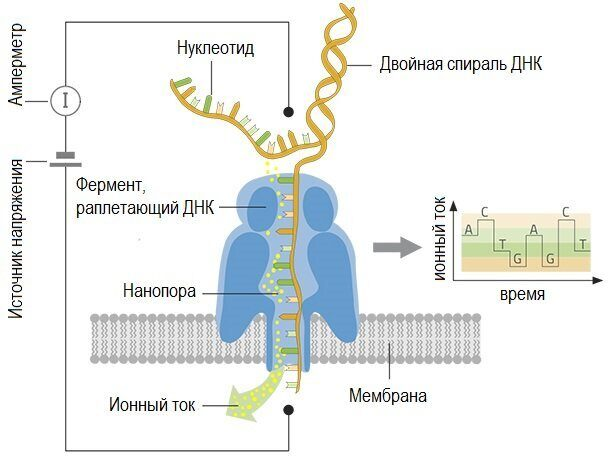 Нуклеотид
Двойная спираль ДНК
Амперметр
I
Источник напряжения
Фермент,
раплетающий ДНК
Нанопора
Ионный ток
Мембрана
ионный ток
A C T G A G C T
время